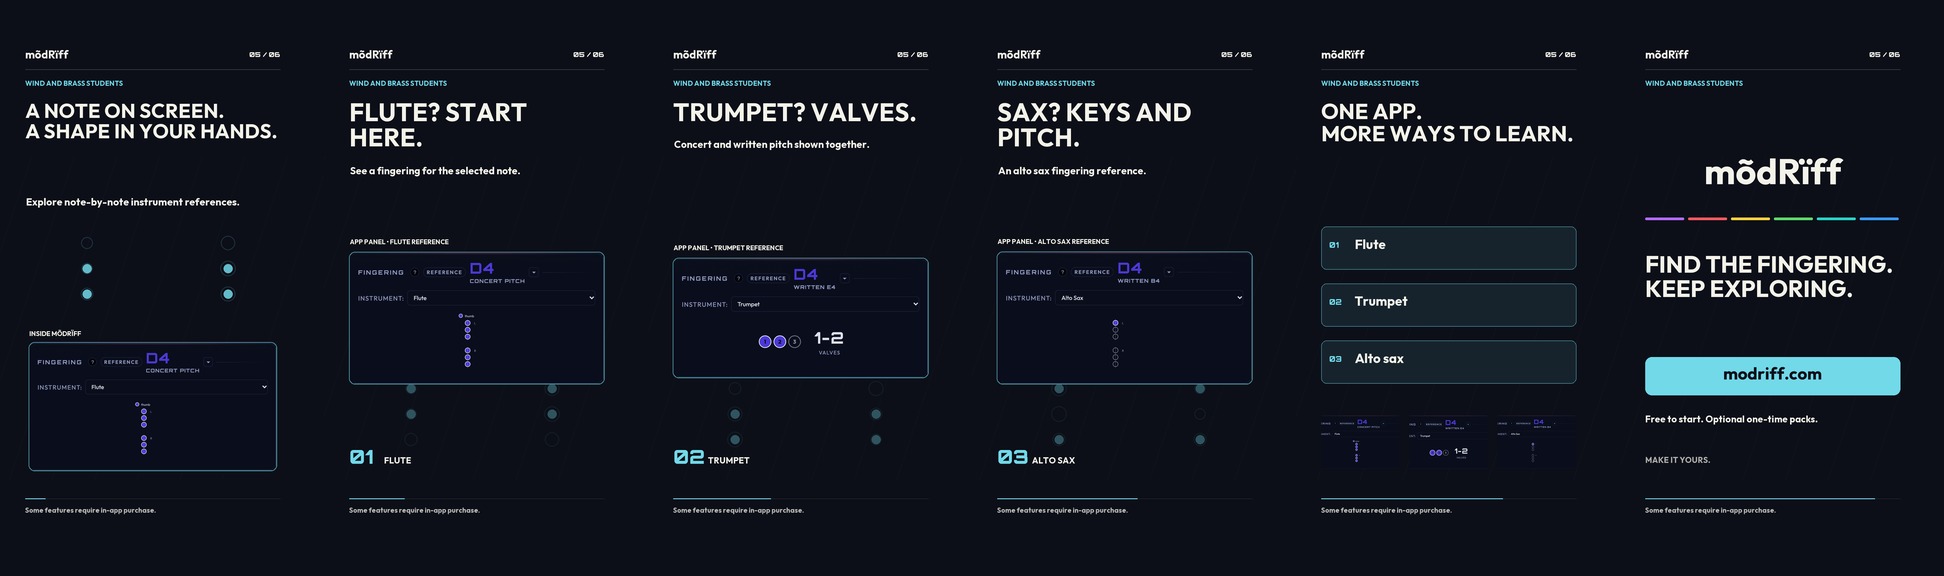 mõdRïff
05 / 06
WIND AND BRASS STUDENTS
A NOTE ON SCREEN.
A SHAPE IN YOUR HANDS.
Explore note-by-note instrument references.
INSIDE MÕDRÏFF
FINGERING ? REFERENCE D4
CONCERT PITCH
INSTRUMENT: Flute
Some features require in-app purchase.
mõdRïff
05 / 06
WIND AND BRASS STUDENTS
FLUTE? START
HERE.
See a fingering for the selected note.
APP PANEL • FLUTE REFERENCE
FINGERING ? REFERENCE D4
CONCERT PITCH
INSTRUMENT: Flute
01 FLUTE
Some features require in-app purchase.
mõdRïff
05 / 06
WIND AND BRASS STUDENTS
TRUMPET? VALVES.
Concert and written pitch shown together.
APP PANEL • TRUMPET REFERENCE
FINGERING ? REFERENCE D4
WRITTEN E4
INSTRUMENT: Trumpet
1 2 3 1-2
VALVES
02 TRUMPET
Some features require in-app purchase.
mõdRïff
05 / 06
WIND AND BRASS STUDENTS
SAX? KEYS AND
PITCH.
An alto sax fingering reference.
APP PANEL • ALTO SAX REFERENCE
FINGERING ? REFERENCE D4
WRITTEN B4
INSTRUMENT: Alto Sax
03 ALTO SAX
Some features require in-app purchase.
mõdRïff
05 / 06
WIND AND BRASS STUDENTS
ONE APP.
MORE WAYS TO LEARN.
01 Flute
02 Trumpet
03 Alto sax
Some features require in-app purchase.
mõdRïff
05 / 06
WIND AND BRASS STUDENTS
mõdRïff
FIND THE FINGERING.
KEEP EXPLORING.
modriff.com
Free to start. Optional one-time packs.
MAKE IT YOURS.
Some features require in-app purchase.